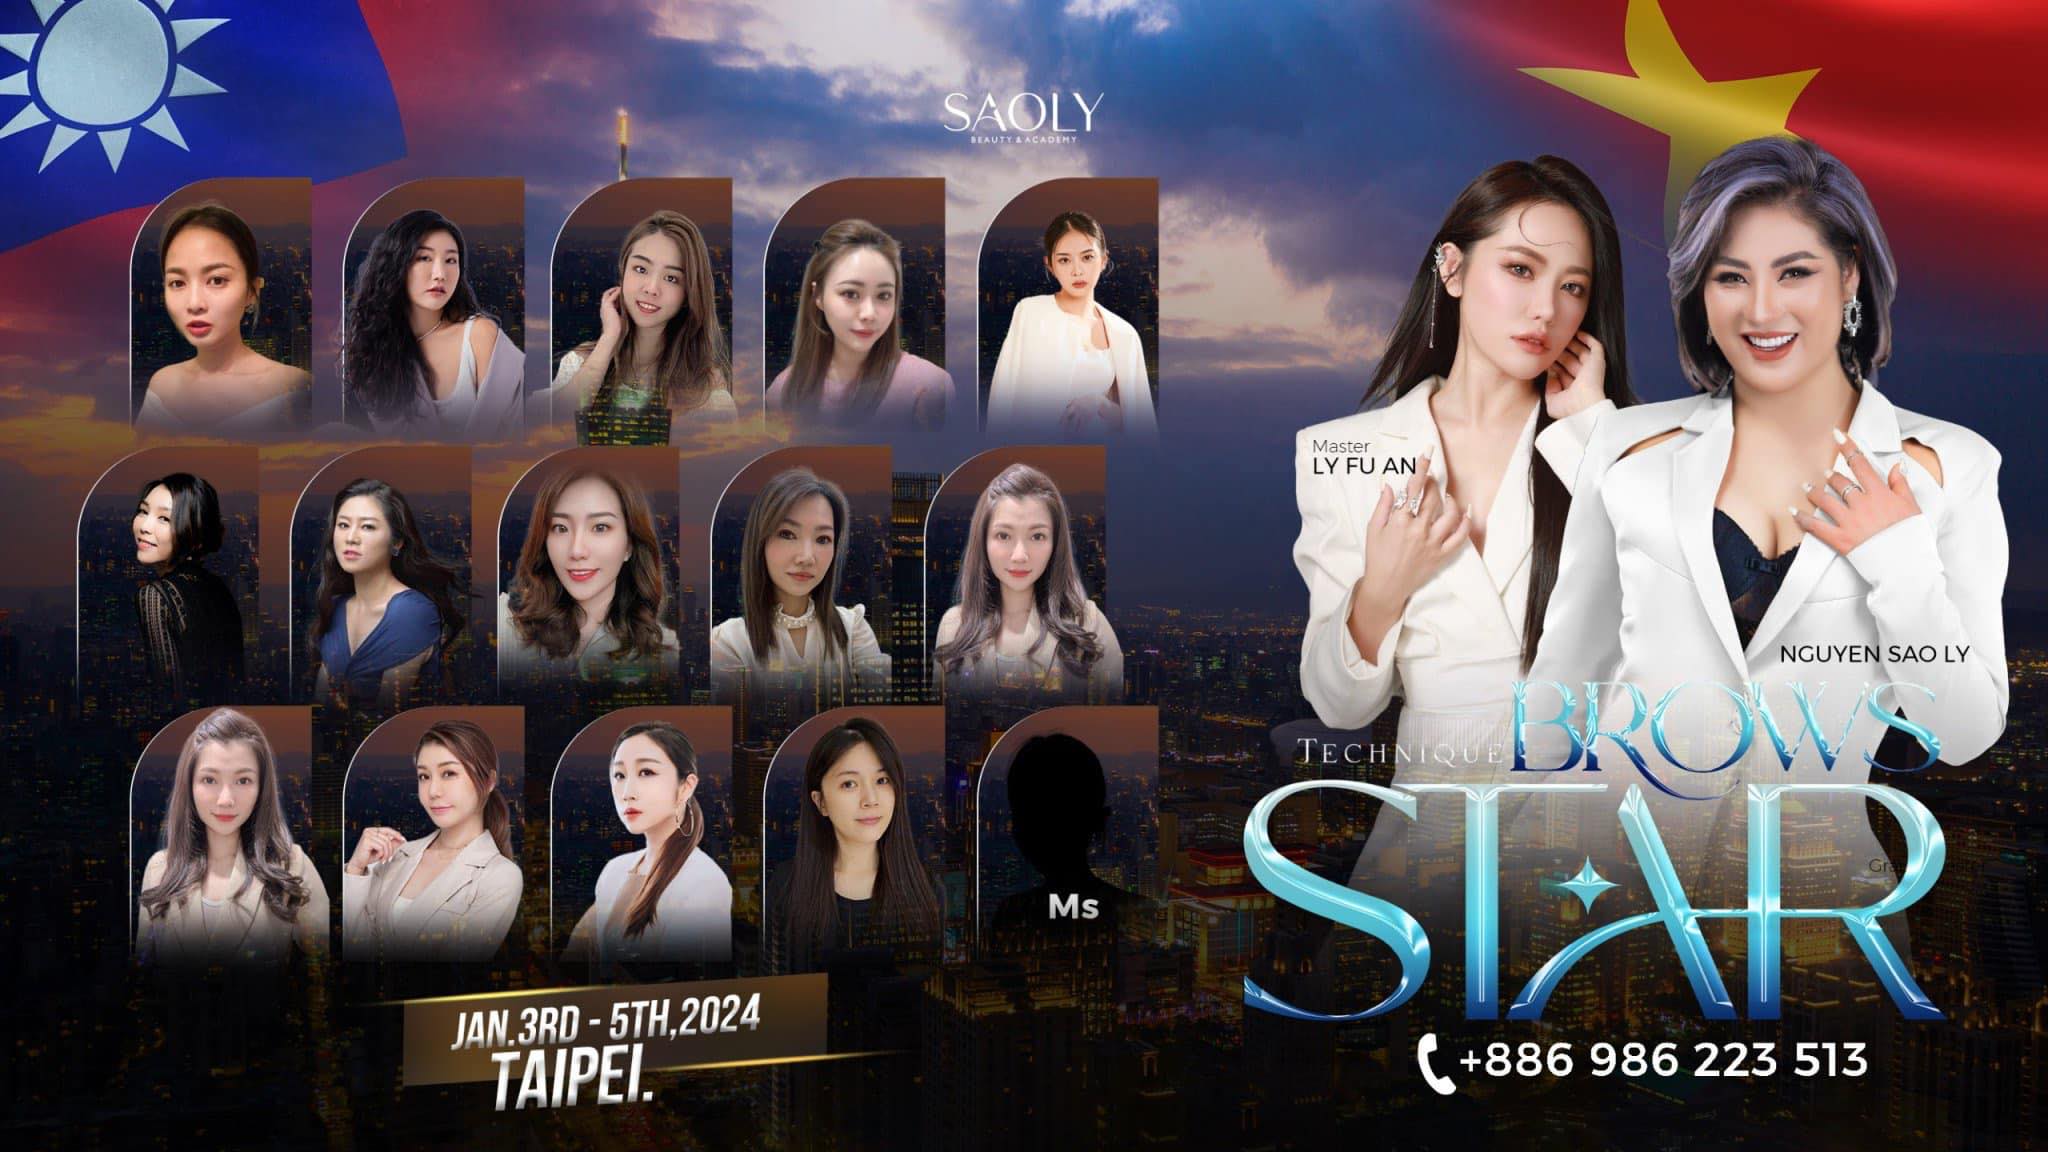 SAOLY
BEAUTY & ACADEMY
Master
LY FU AN
NGUYEN SAO LY
TECHNIQUE BROWS
STAR
Ms
JAN.3RD - 5TH,2024
TAIPEI.
+886 986 223 513